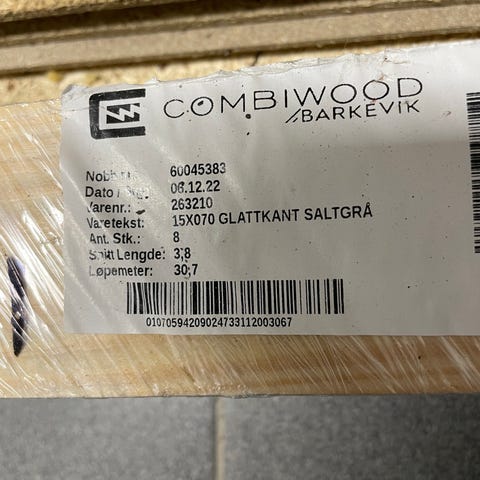 COMBIWOOD
BARKEVIK
60045383
Dato 06.12.22
Varenr.: 263210
Varetekst: 15X070 GLATTKANT SALTGRÅ
Ant. Stk.: 8
Snitt Lengde: 3,8
Løpemeter: 30,7
01070594209024733112003067